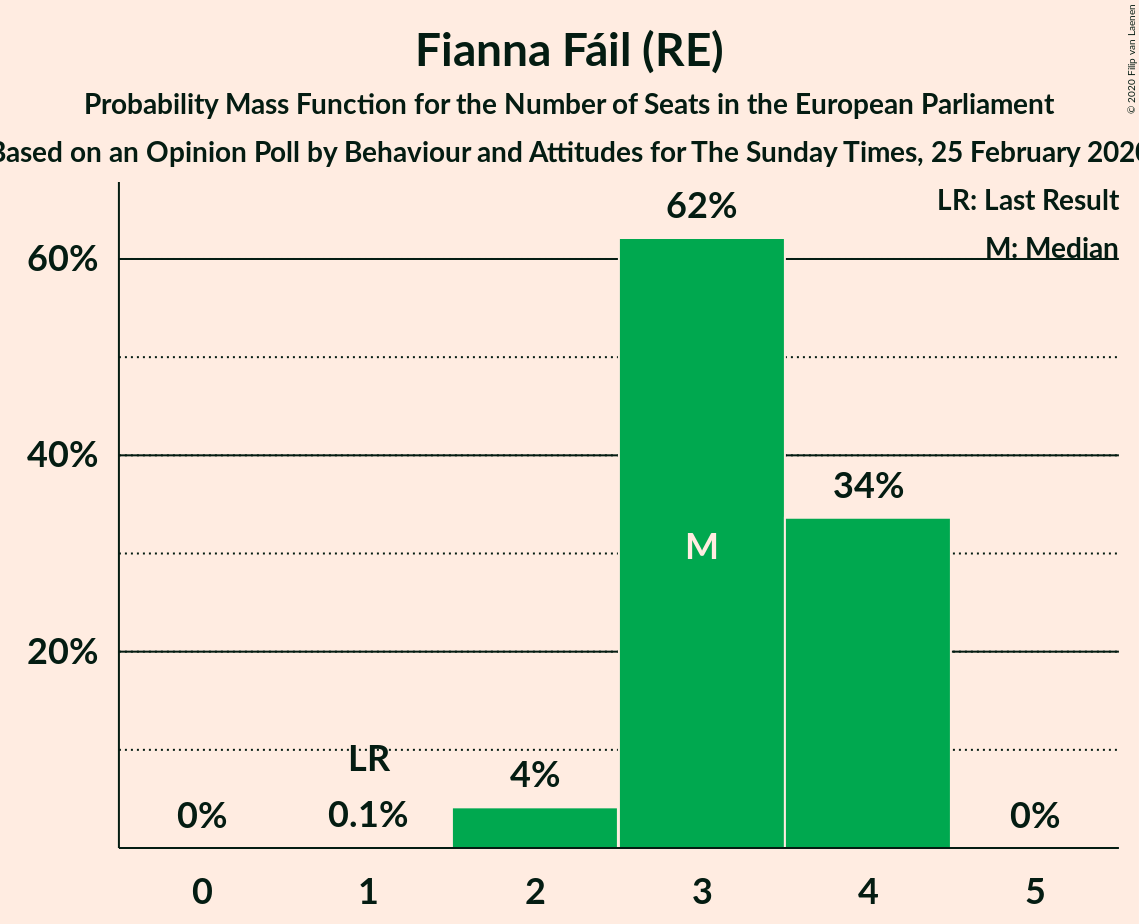 Fianna Fáil (RE)
Probability Mass Function for the Number of Seats in the European Parliament
Based on an Opinion Poll by Behaviour and Attitudes for The Sunday Times, 25 February 2020
© 2020 Filip van Laenen
LR: Last Result
M: Median
62%
60%
40%
34%
M
20%
LR
4%
0%
0.1%
0%
0 1 2 3 4 5